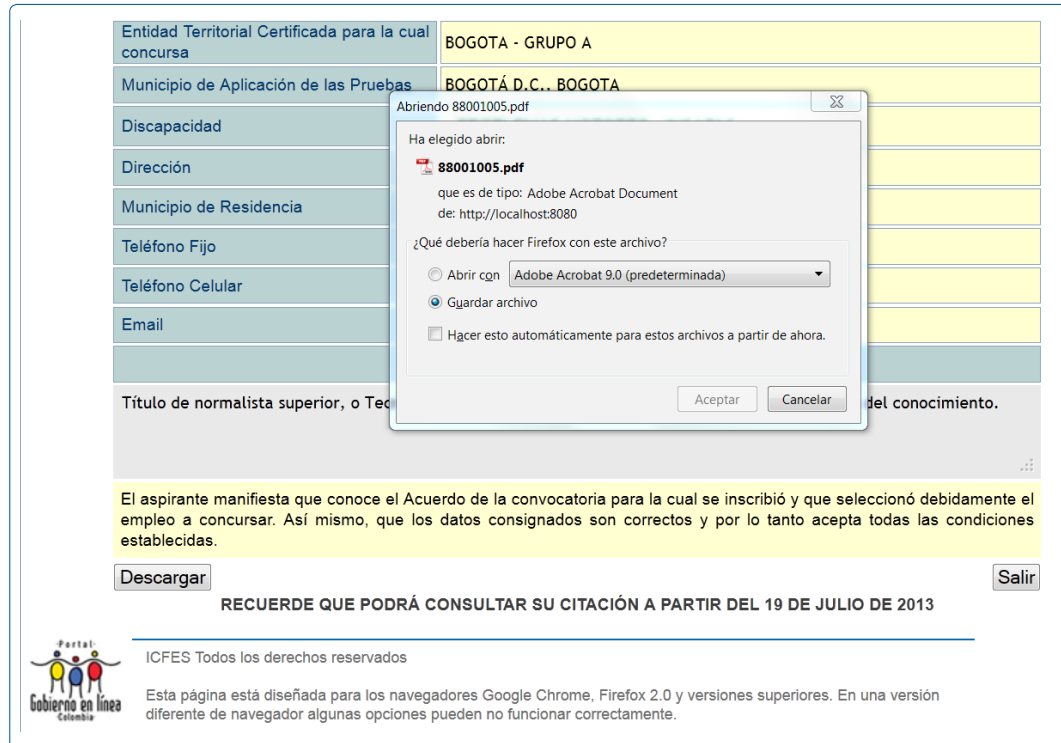 Entidad Territorial Certificada para la cual
concursa
BOGOTA - GRUPO A
Municipio de Aplicación de las Pruebas
BOGOTÁ D.C., BOGOTA
Abriendo 88001005.pdf
Discapacidad
Ha elegido abrir:
Dirección
88001005.pdf
que es de tipo: Adobe Acrobat Document
Municipio de Residencia
de: http://localhost:8080
Teléfono Fijo
¿Qué debería hacer Firefox con este archivo?
Abrir con Adobe Acrobat 9.0 (predeterminada)
Teléfono Celular
Guardar archivo
Email
Hacer esto automáticamente para estos archivos a partir de ahora.
Aceptar Cancelar
Título de normalista superior, o Tec del conocimiento.
El aspirante manifiesta que conoce el Acuerdo de la convocatoria para la cual se inscribió y que seleccionó debidamente el
empleo a concursar. Así mismo, que los datos consignados son correctos y por lo tanto acepta todas las condiciones
establecidas.
Descargar
Salir
RECUERDE QUE PODRÁ CONSULTAR SU CITACIÓN A PARTIR DEL 19 DE JULIO DE 2013
·Portal·
Gobierno en línea
·Colombia·
ICFES Todos los derechos reservados
Esta página está diseñada para los navegadores Google Chrome, Firefox 2.0 y versiones superiores. En una versión
diferente de navegador algunas opciones pueden no funcionar correctamente.